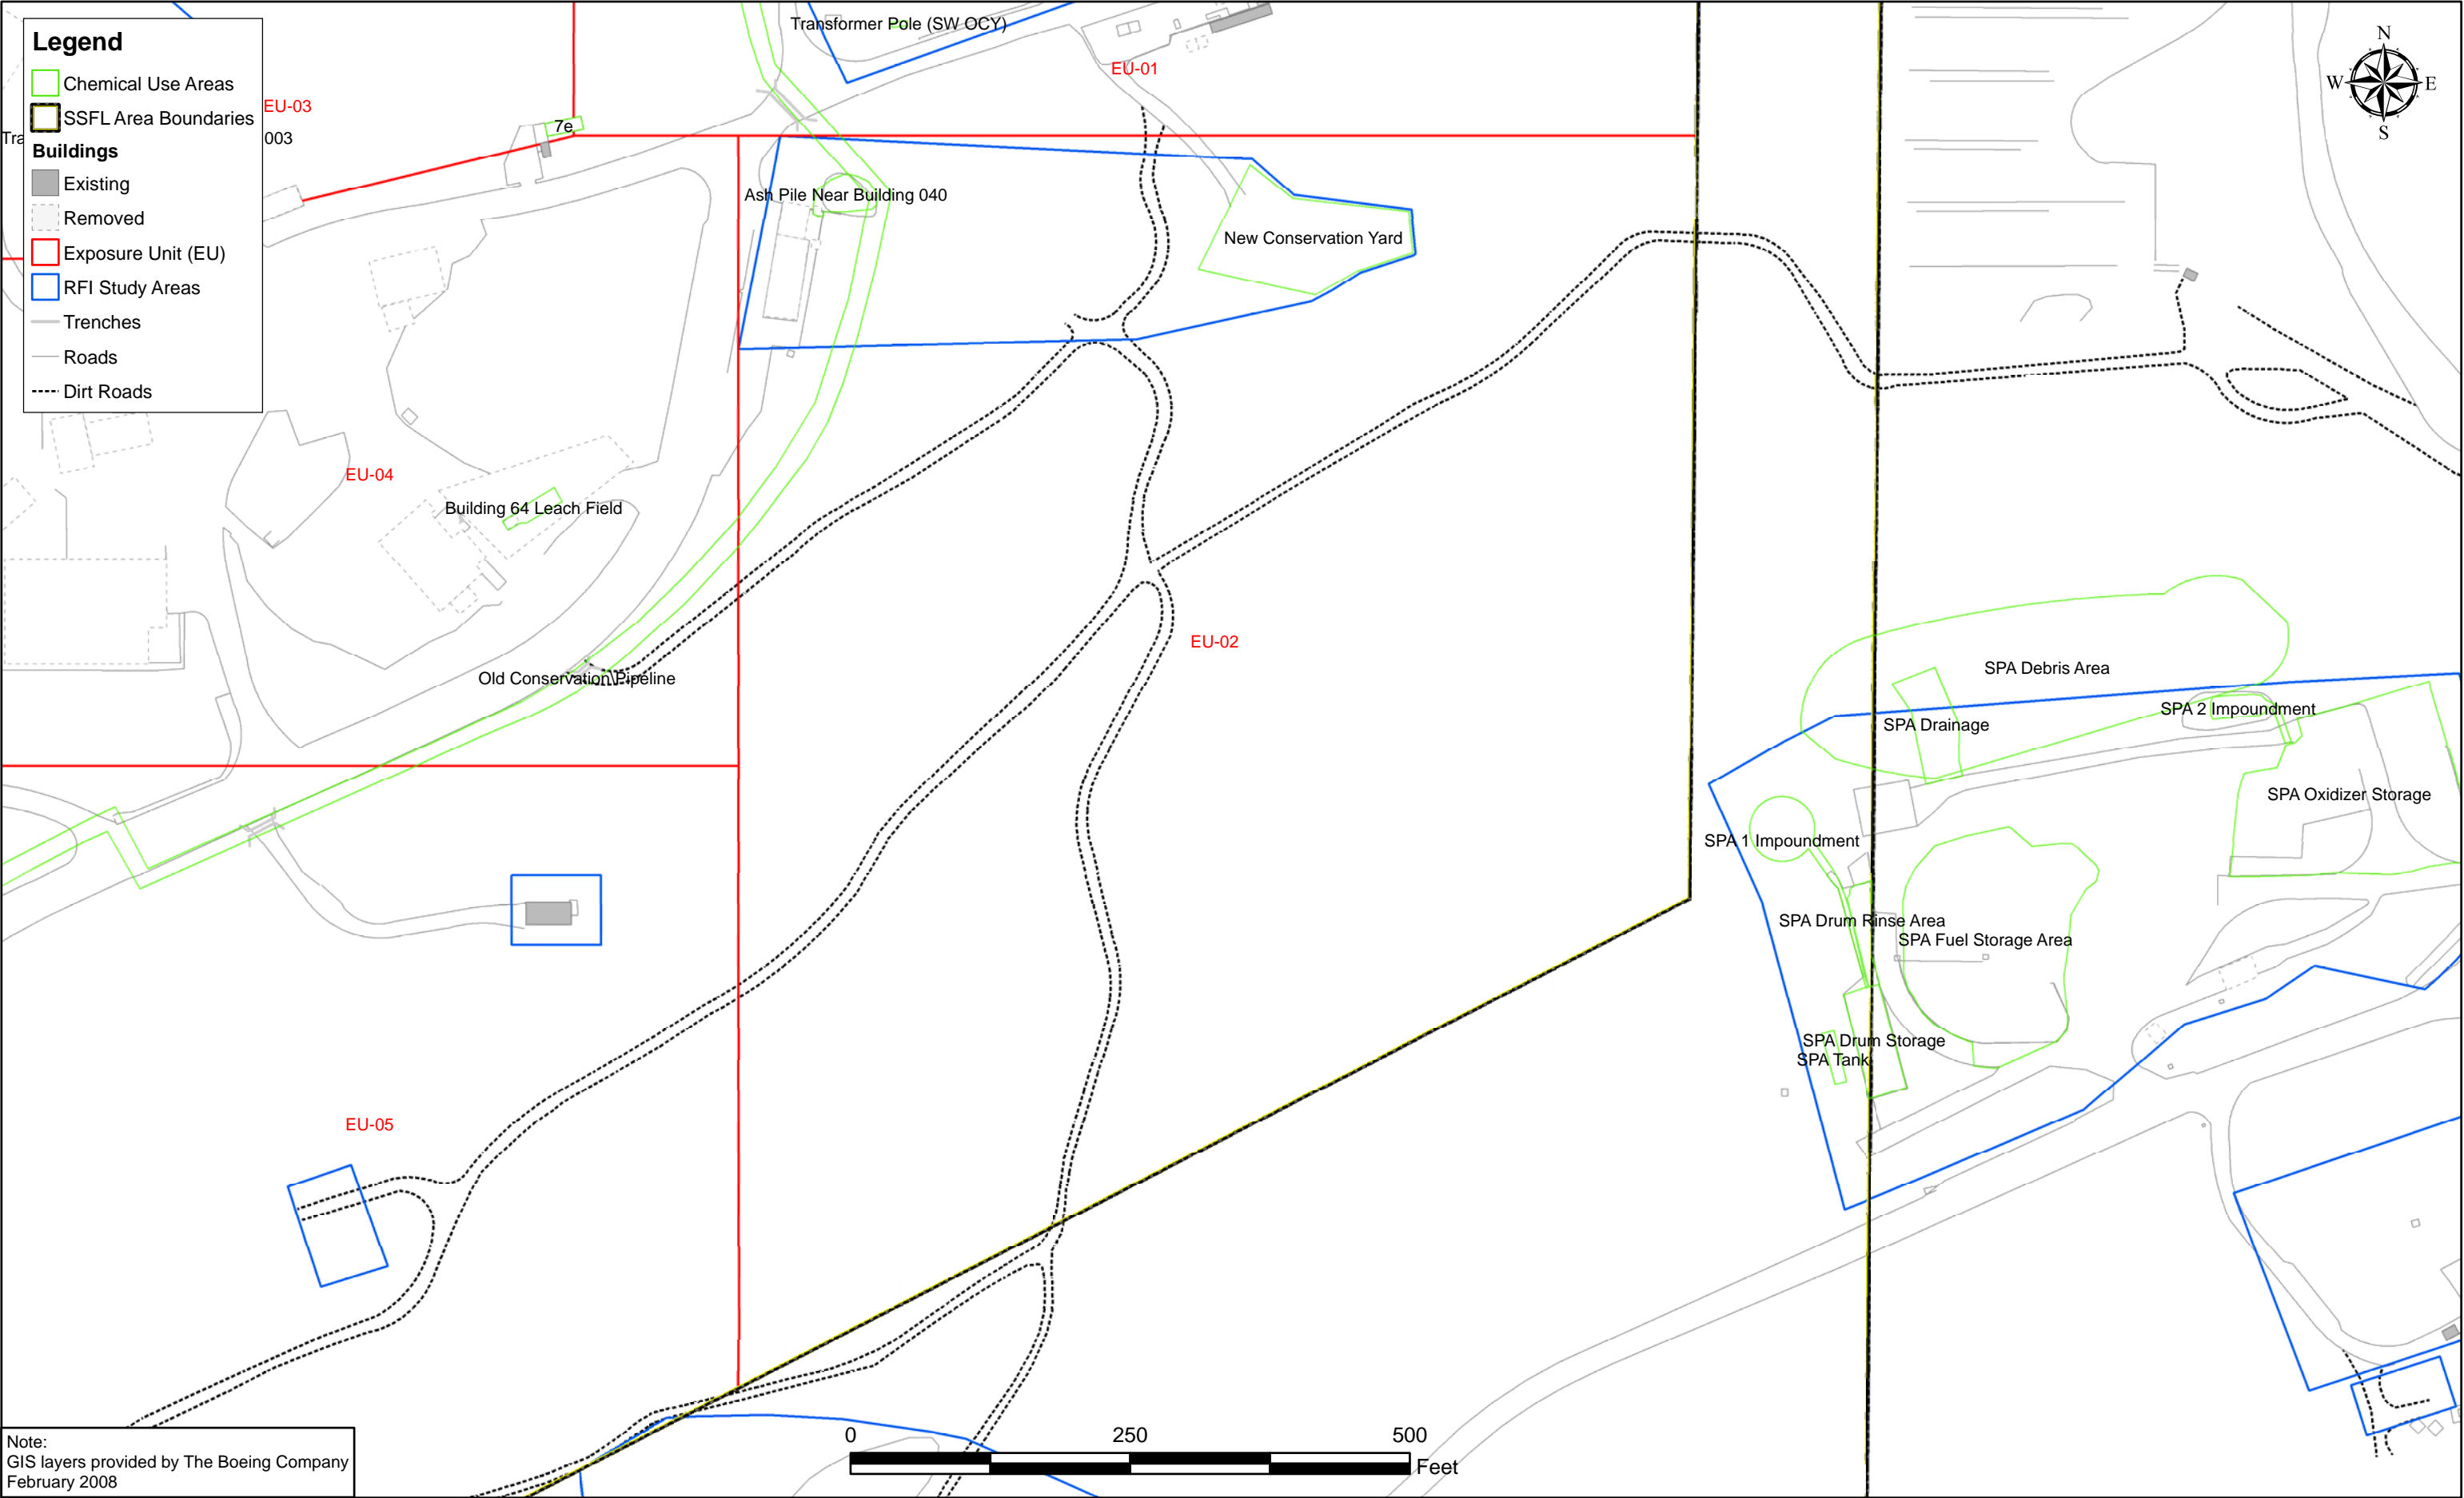 Transformer Pole (SW OCY)
N
W
E
S
Legend
Chemical Use Areas
SSFL Area Boundaries
Buildings
Existing
Removed
Exposure Unit (EU)
RFI Study Areas
Trenches
Roads
Dirt Roads
EU-01
EU-03
Tra
003
7e
Ash Pile Near Building 040
New Conservation Yard
EU-04
Building 64 Leach Field
EU-02
Old Conservation Pipeline
SPA Debris Area
SPA 2 Impoundment
SPA Drainage
SPA Oxidizer Storage
SPA 1 Impoundment
SPA Drum Rinse Area
SPA Fuel Storage Area
SPA Drum Storage
SPA Tank
EU-05
0 250 500
Feet
Note:
GIS layers provided by The Boeing Company
February 2008